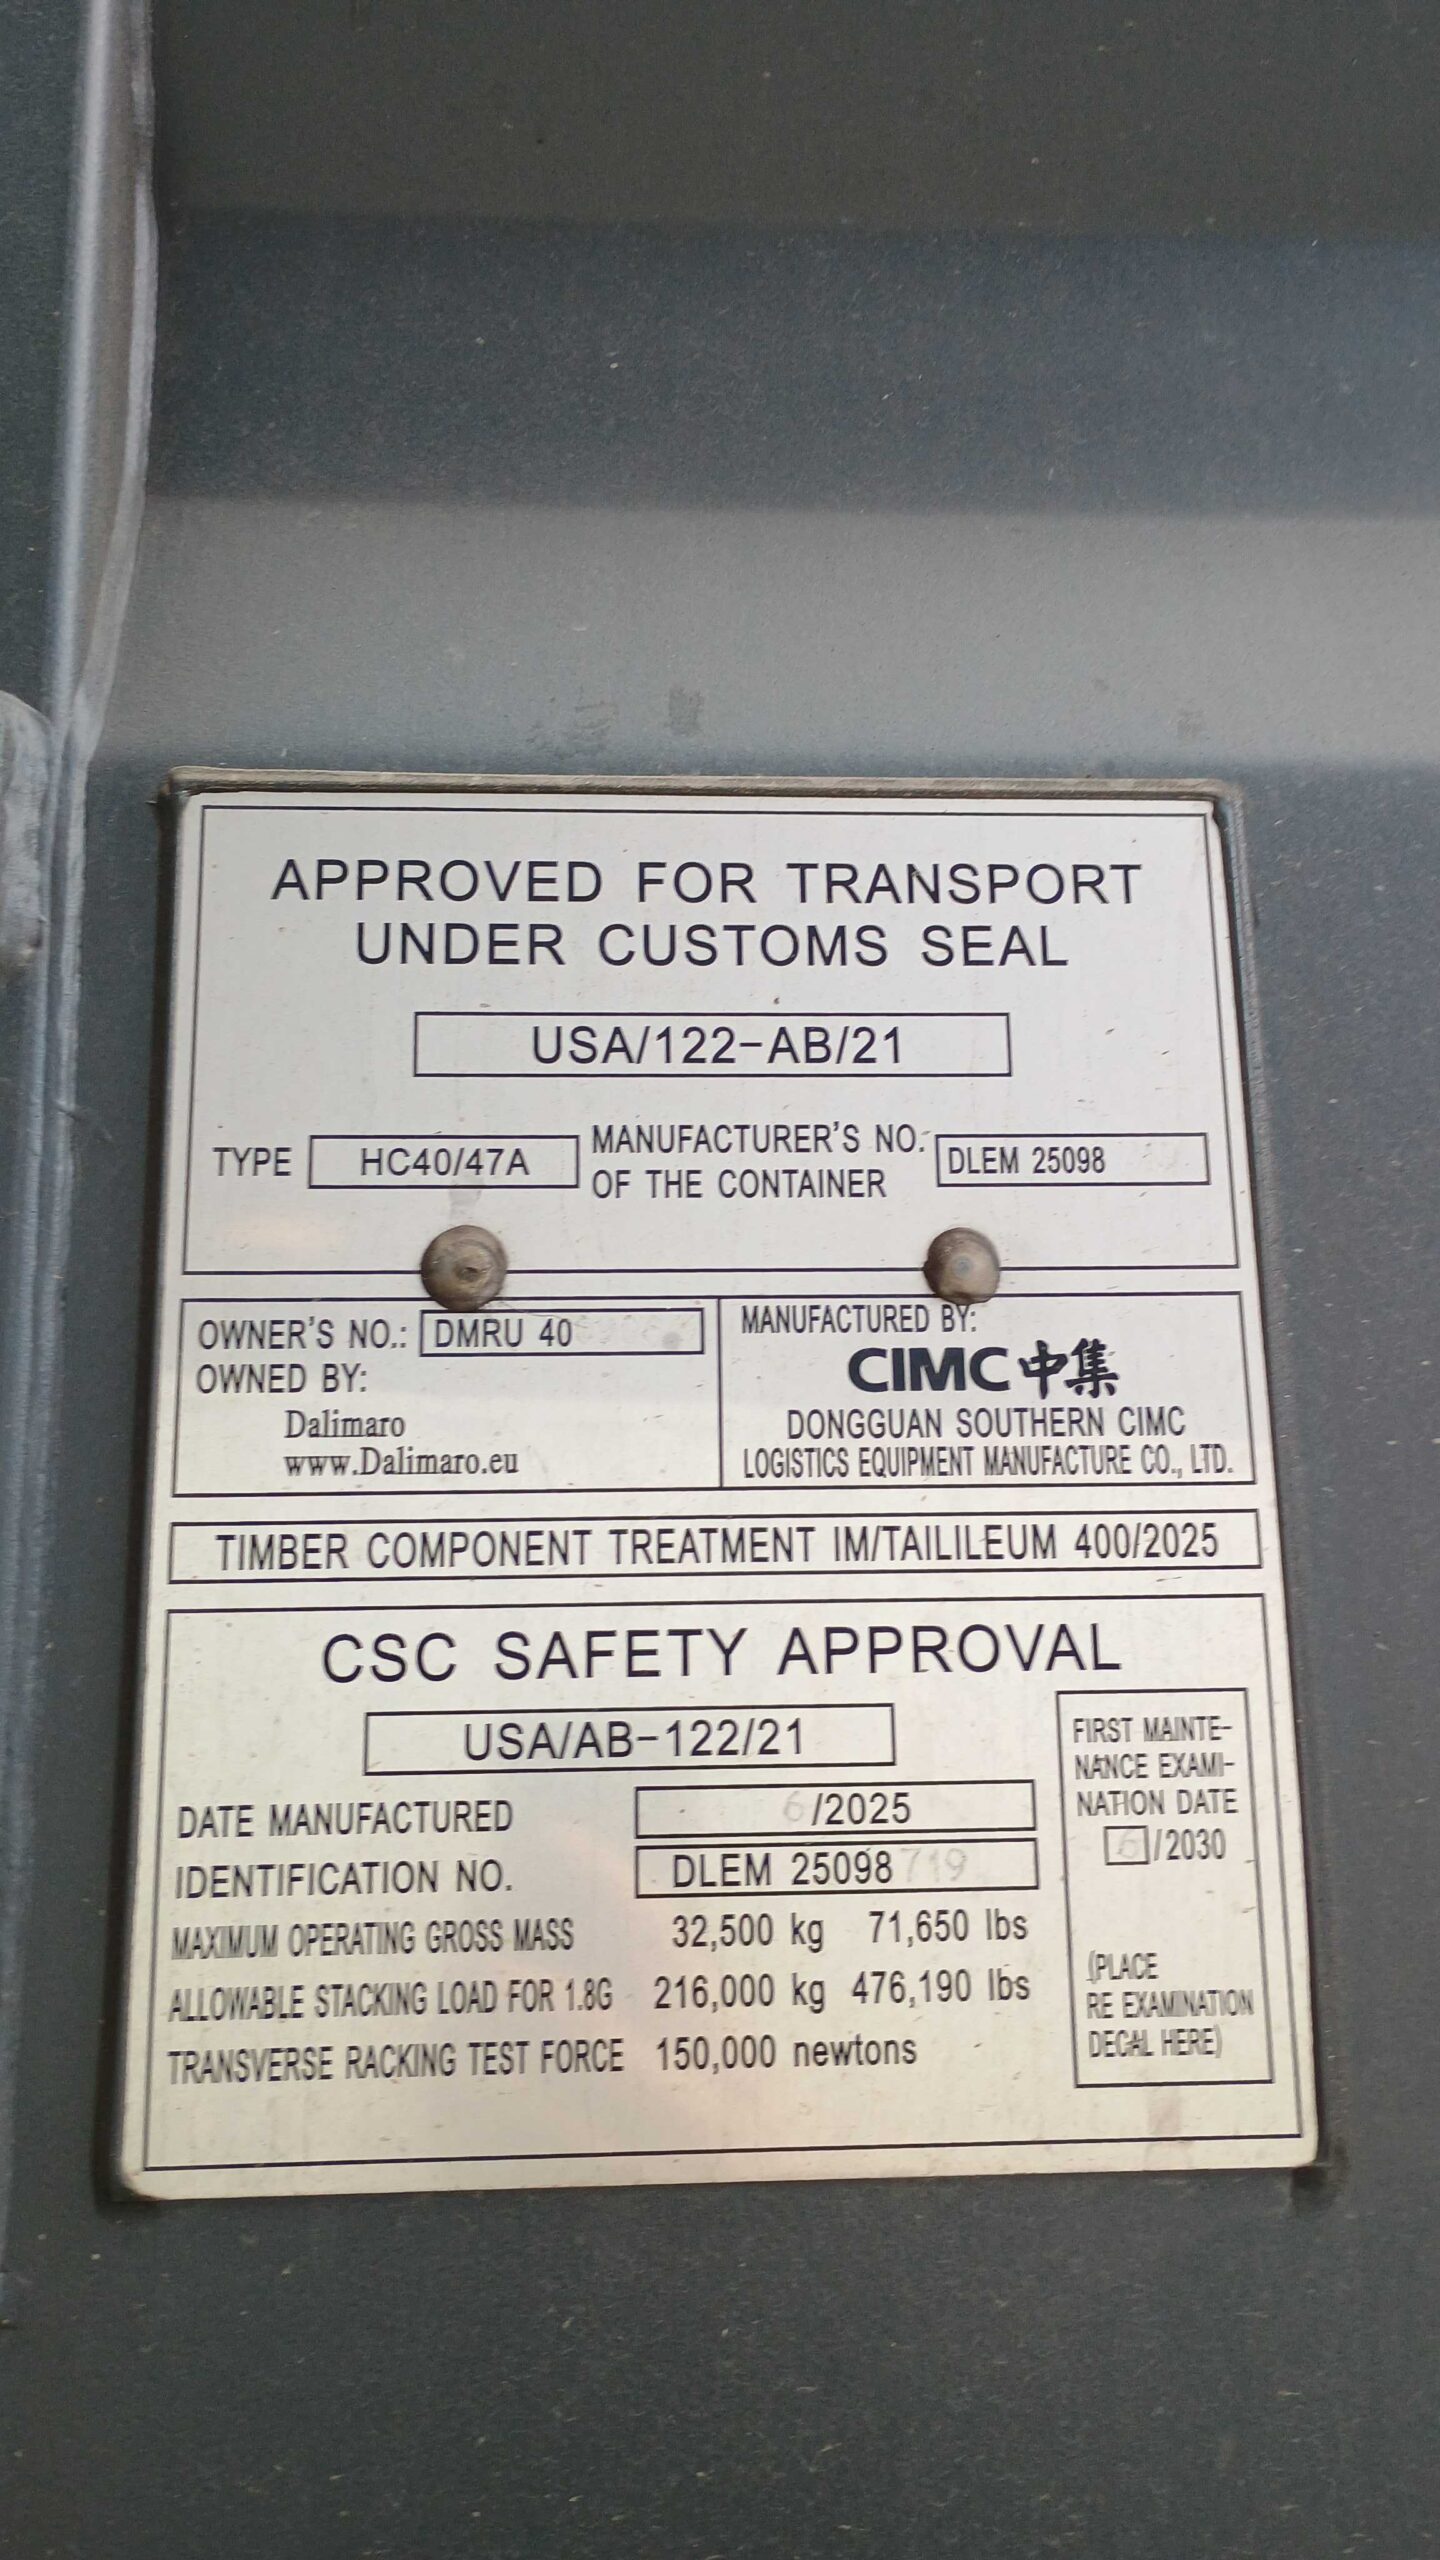 APPROVED FOR TRANSPORT
UNDER CUSTOMS SEAL
USA/122-AB/21
TYPE HC40/47A MANUFACTURER'S NO. OF THE CONTAINER DLEM 25098
OWNER'S NO.: DMRU 40
OWNED BY:
Dalimaro
www.Dalimaro.eu
MANUFACTURED BY:
CIMC中集
DONGGUAN SOUTHERN CIMC
LOGISTICS EQUIPMENT MANUFACTURE CO., LTD.
TIMBER COMPONENT TREATMENT IM/TAILILEUM 400/2025
CSC SAFETY APPROVAL
USA/AB-122/21
DATE MANUFACTURED 6/2025
IDENTIFICATION NO. DLEM 25098719
MAXIMUM OPERATING GROSS MASS 32,500 kg 71,650 lbs
ALLOWABLE STACKING LOAD FOR 1.8G 216,000 kg 476,190 lbs
TRANSVERSE RACKING TEST FORCE 150,000 newtons
FIRST MAINTE-
NANCE EXAMI-
NATION DATE
6/2030
(PLACE
RE EXAMINATION
DECAL HERE)